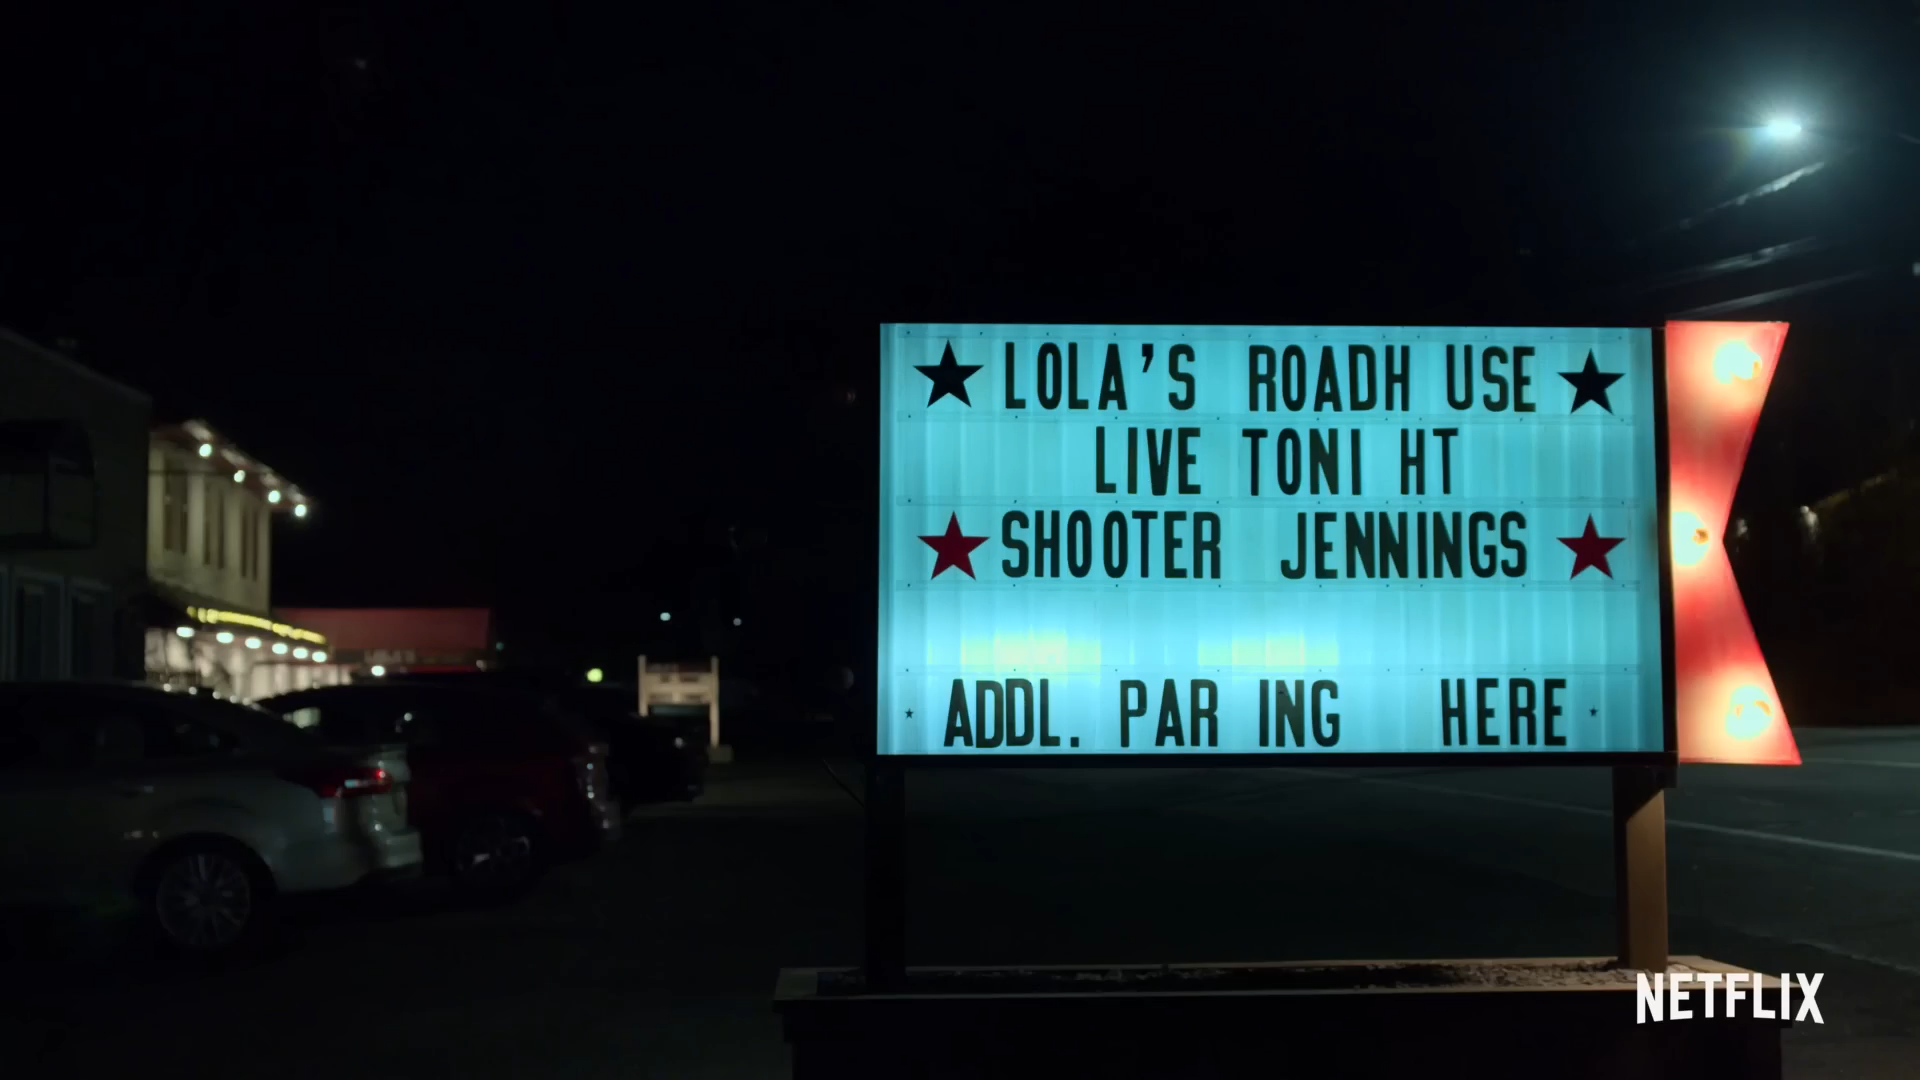 LOLA'S ROADH USE
LIVE TONI HT
SHOOTER JENNINGS
ADDL. PAR ING HERE
NETFLIX